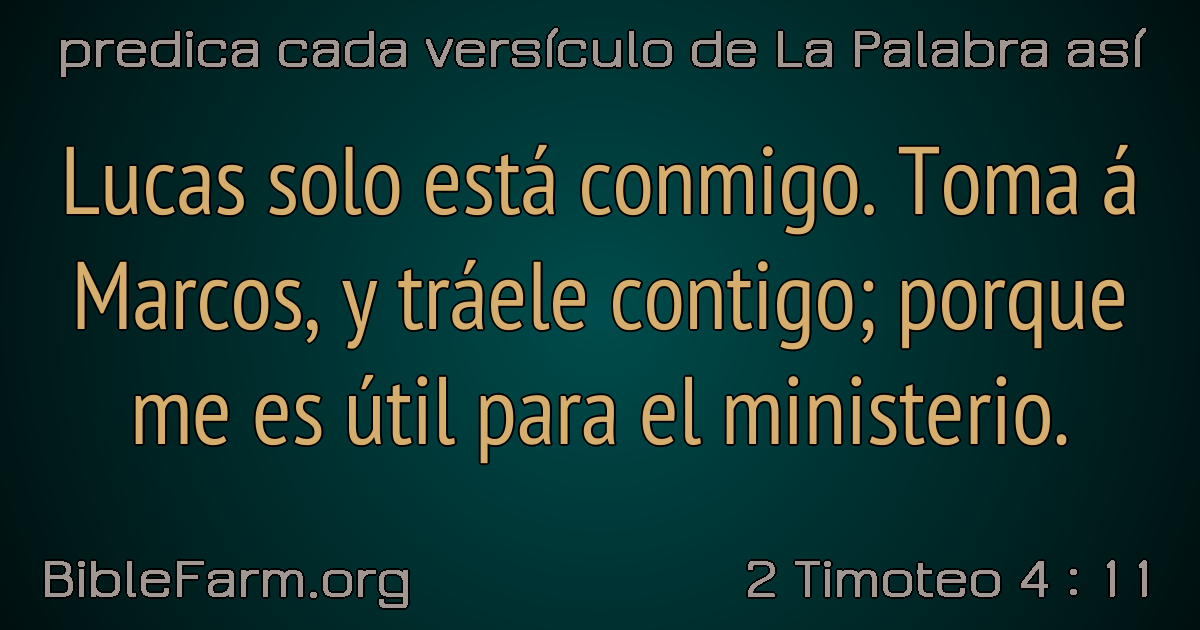 predica cada versículo de La Palabra así
Lucas solo está conmigo. Toma á
Marcos, y tráele contigo; porque
me es útil para el ministerio.
BibleFarm.org
2 Timoteo 4 : 11